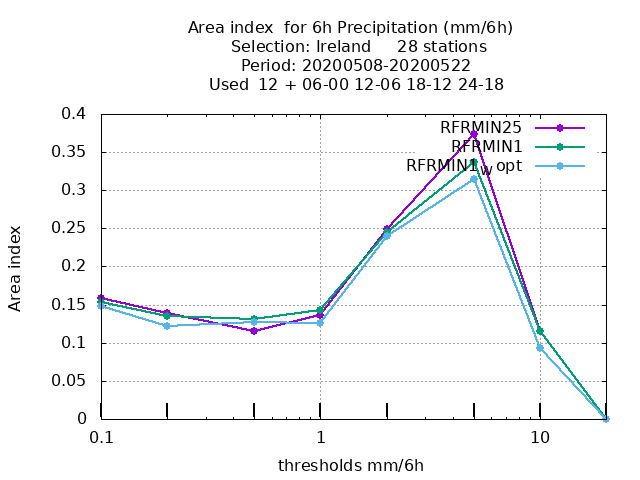 Area index  for 6h Precipitation (mm/6h)
Selection: Ireland     28 stations
Period: 20200508-20200522
Used  12 + 06-00 12-06 18-12 24-18
RFRMIN25
RFRMIN1
RFRMIN1wopt
0.4
0.35
0.3
0.25
0.2
0.15
0.1
0.05
0
0.1
1
10
Area index
thresholds mm/6h